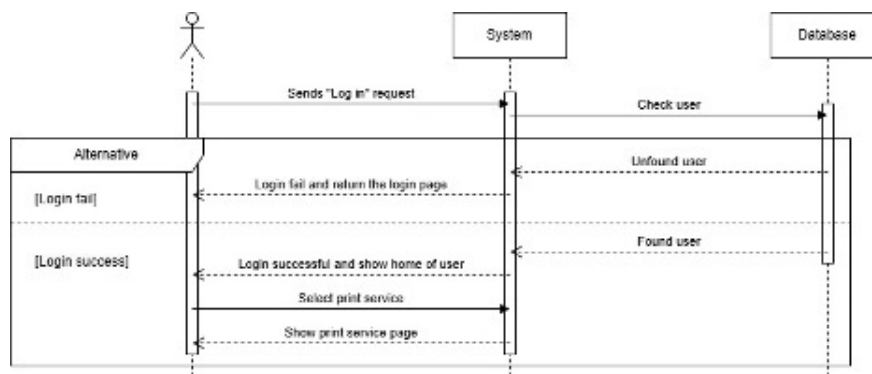 System
Database
Sends "Log in" request
Check user
Alternative
Unfound user
Login fail and return the login page
[Login fail]
Found user
[Login success]
Login successful and show home of user
Select print service
Show print service page